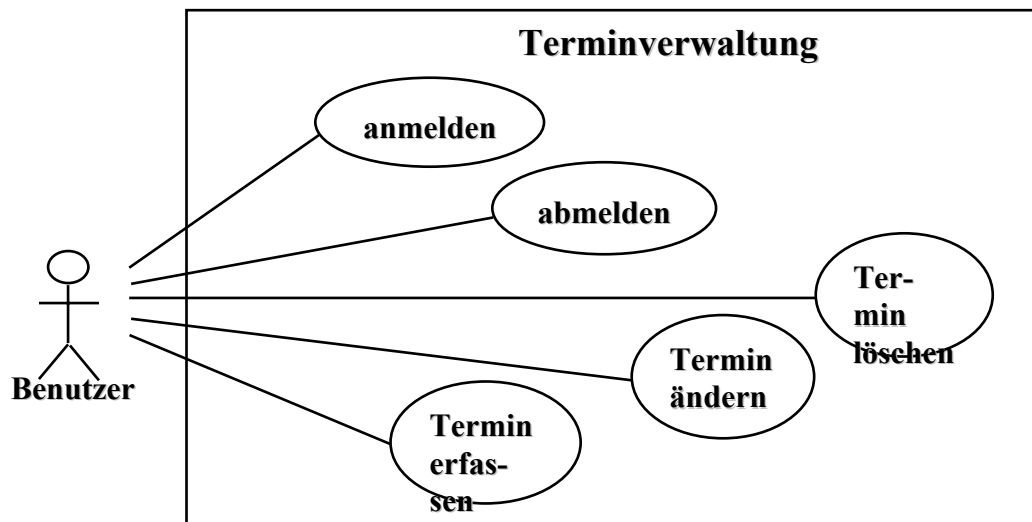 Terminverwaltung
anmelden
abmelden
Ter-
min
löschen
Termin
ändern
Benutzer
Termin
erfas-
sen